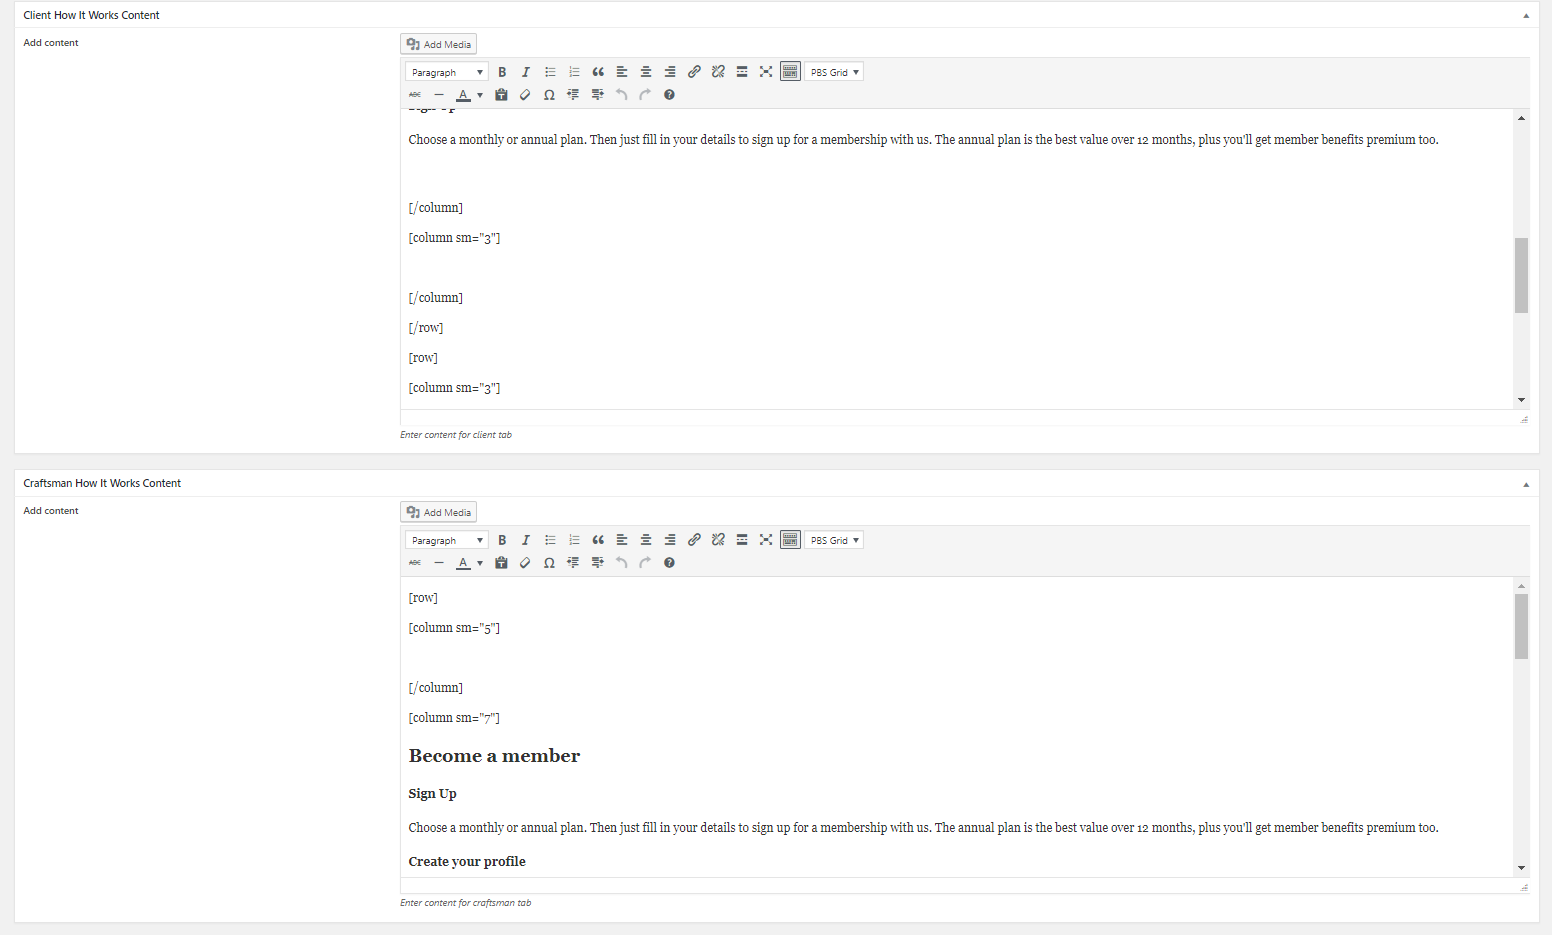 Client How It Works Content
Add content
Add Media
Paragraph
PBS Grid
ABC
Sign Up
Choose a monthly or annual plan. Then just fill in your details to sign up for a membership with us. The annual plan is the best value over 12 months, plus you'll get member benefits premium too.
[/column]
[column sm="3"]
[/column]
[/row]
[row]
[column sm="3"]
Enter content for client tab
Craftsman How It Works Content
Add content
Add Media
Paragraph
PBS Grid
ABC
[row]
[column sm="5"]
[/column]
[column sm="7"]
Become a member
Sign Up
Choose a monthly or annual plan. Then just fill in your details to sign up for a membership with us. The annual plan is the best value over 12 months, plus you'll get member benefits premium too.
Create your profile
Enter content for craftsman tab